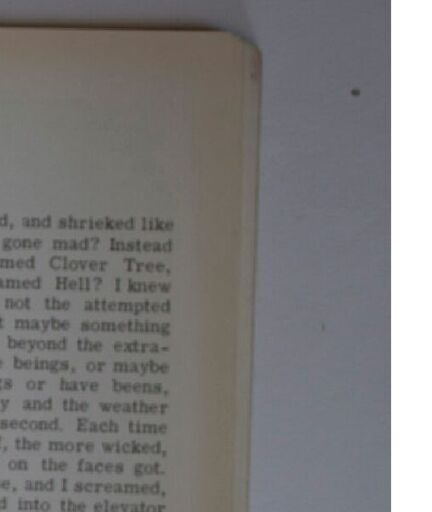 d, and shrieked like
gone mad? Instead
med Clover Tree,
amed Hell? I knew
not the attempted
t maybe something
beyond the extra-
e beings, or maybe
gs or have beens,
y and the weather
second. Each time
, the more wicked,
on the faces got.
e, and I screamed,
d into the elevator